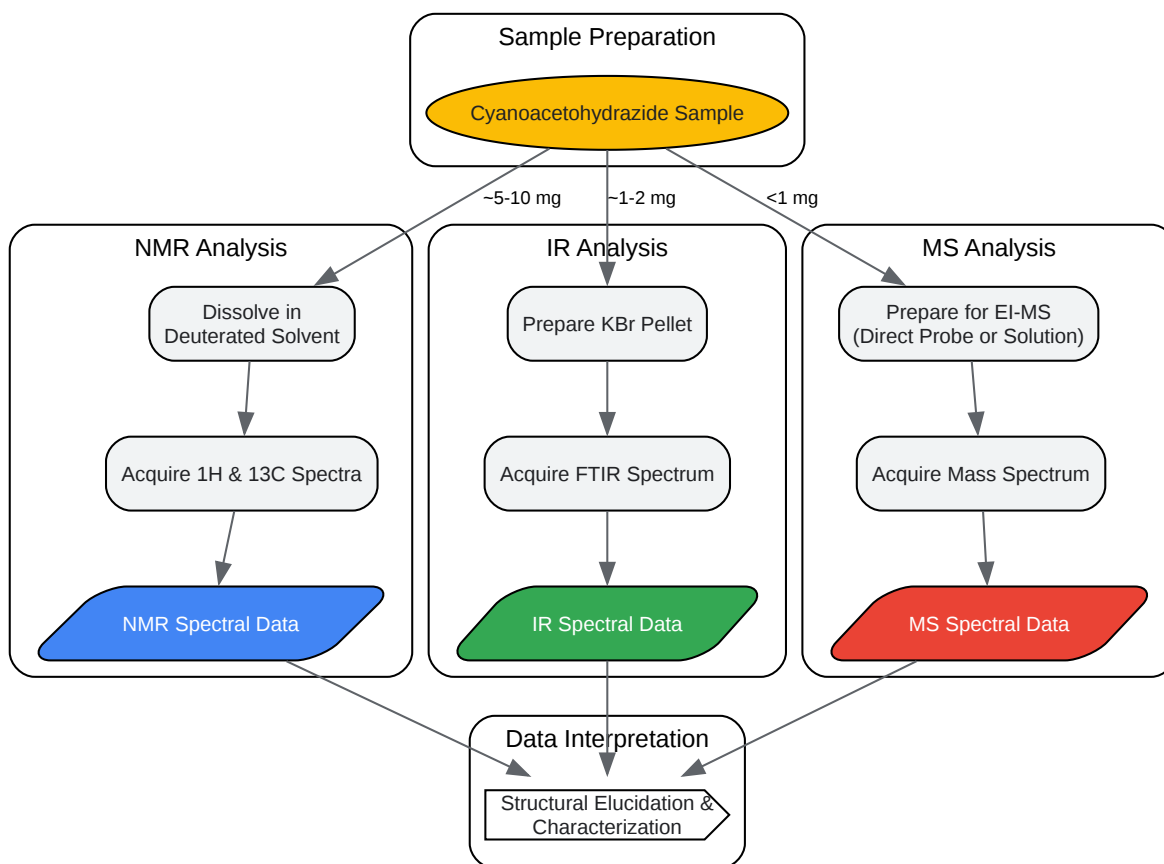 Sample Preparation
Cyanoacetohydrazide Sample
~5-10 mg
~1-2 mg
<1 mg
NMR Analysis
IR Analysis
MS Analysis
Dissolve in
Deuterated Solvent
Prepare KBr Pellet
Prepare for EI-MS
(Direct Probe or Solution)
Acquire 1H & 13C Spectra
Acquire FTIR Spectrum
Acquire Mass Spectrum
NMR Spectral Data
IR Spectral Data
MS Spectral Data
Data Interpretation
Structural Elucidation &
Characterization